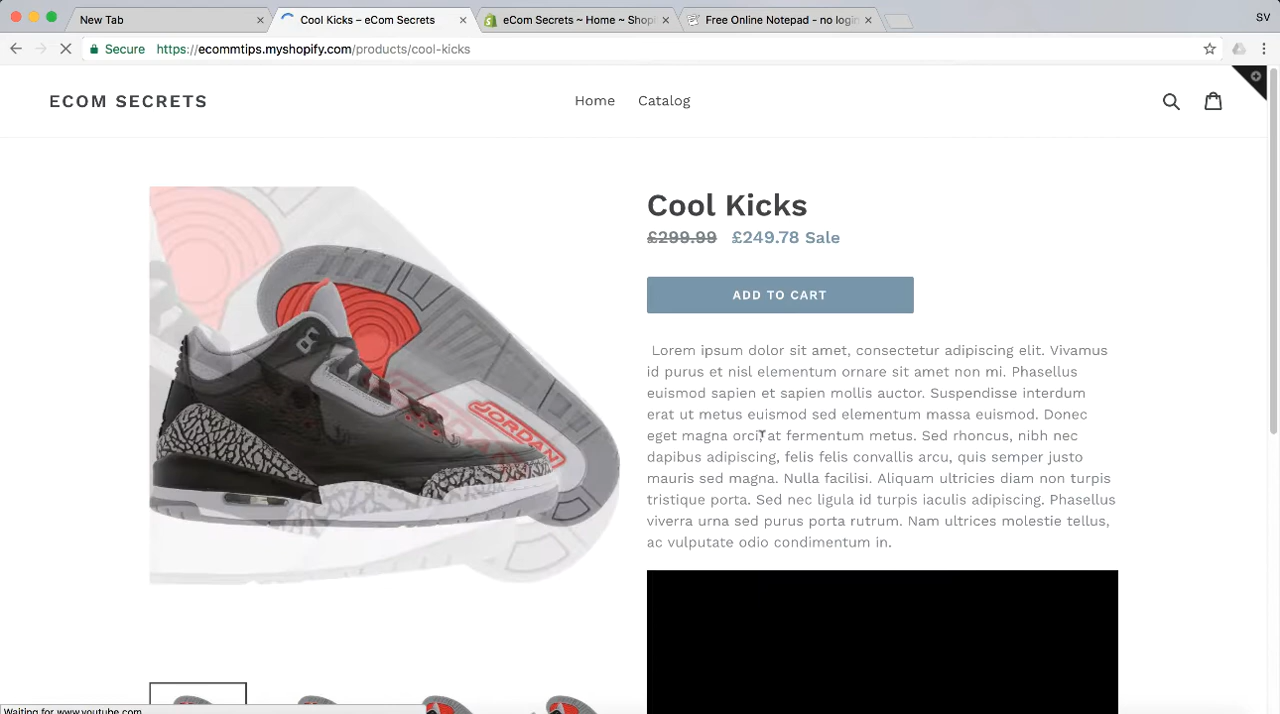 New Tab
Cool Kicks – eCom Secrets
eCom Secrets ~ Home ~ Shopi
Free Online Notepad - no login
SV
Secure
https://ecommtips.myshopify.com/products/cool-kicks
ECOM SECRETS
Home
Catalog
Cool Kicks
£299.99 £249.78 Sale
ADD TO CART
Lorem ipsum dolor sit amet, consectetur adipiscing elit. Vivamus
id purus et nisl elementum ornare sit amet non mi. Phasellus
euismod sapien et sapien mollis auctor. Suspendisse interdum
erat ut metus euismod sed elementum massa euismod. Donec
eget magna orci at fermentum metus. Sed rhoncus, nibh nec
dapibus adipiscing, felis felis convallis arcu, quis semper justo
mauris sed magna. Nulla facilisi. Aliquam ultricies diam non turpis
tristique porta. Sed nec ligula id turpis iaculis adipiscing. Phasellus
viverra urna sed purus porta rutrum. Nam ultrices molestie tellus,
ac vulputate odio condimentum in.
JORDAN
Waiting for www.youtube.com